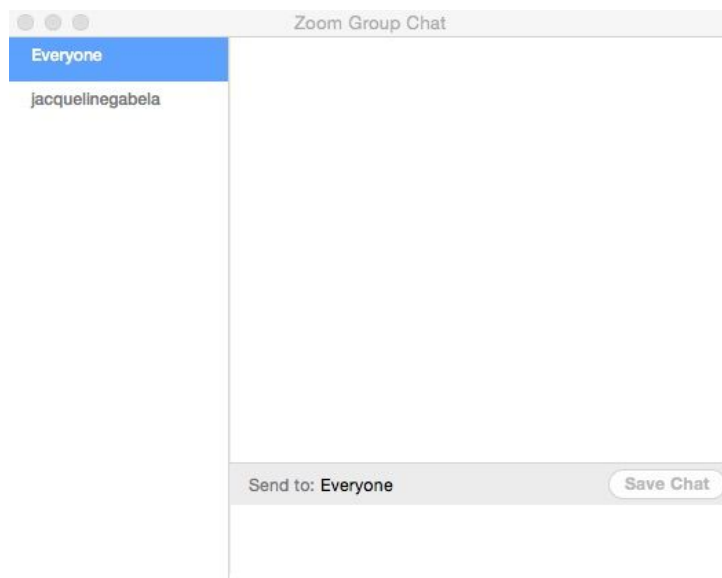 Zoom Group Chat
Everyone
jacquelinegabela
Send to: Everyone
Save Chat